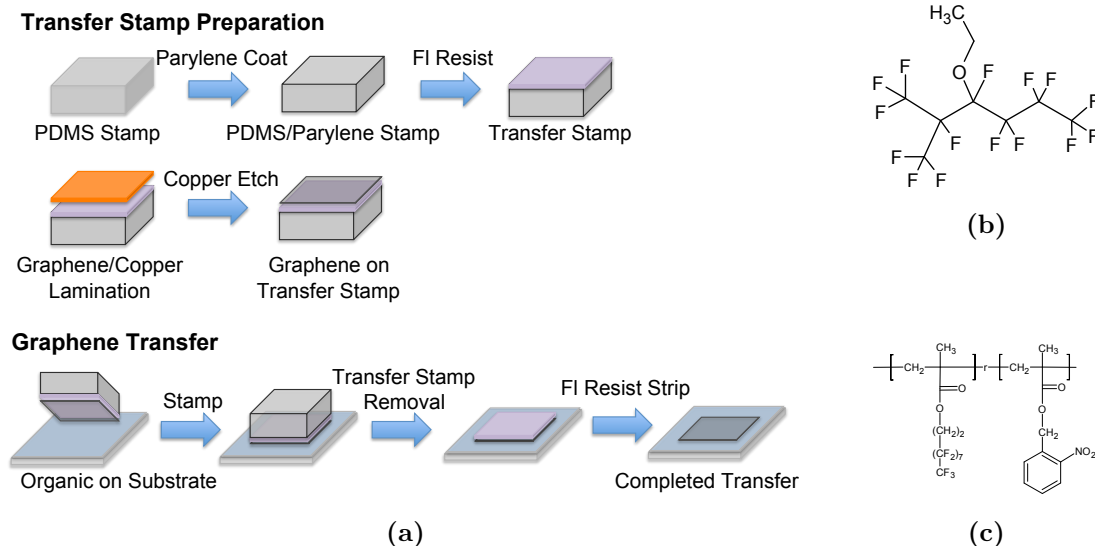 Transfer Stamp Preparation
Parylene Coat
Fl Resist
PDMS Stamp
PDMS/Parylene Stamp
Transfer Stamp
Copper Etch
Graphene/Copper
Lamination
Graphene on
Transfer Stamp
Graphene Transfer
Stamp
Transfer Stamp
Removal
Fl Resist Strip
Organic on Substrate
Completed Transfer
(a)
H3C
O F F F
F F F
F F
F F F F F
F F
F F
(b)
CH3 CH3
CH2 r CH2
O O
O O
(CH2)2 CH2
(CF2)7 NO2
CF3
(c)